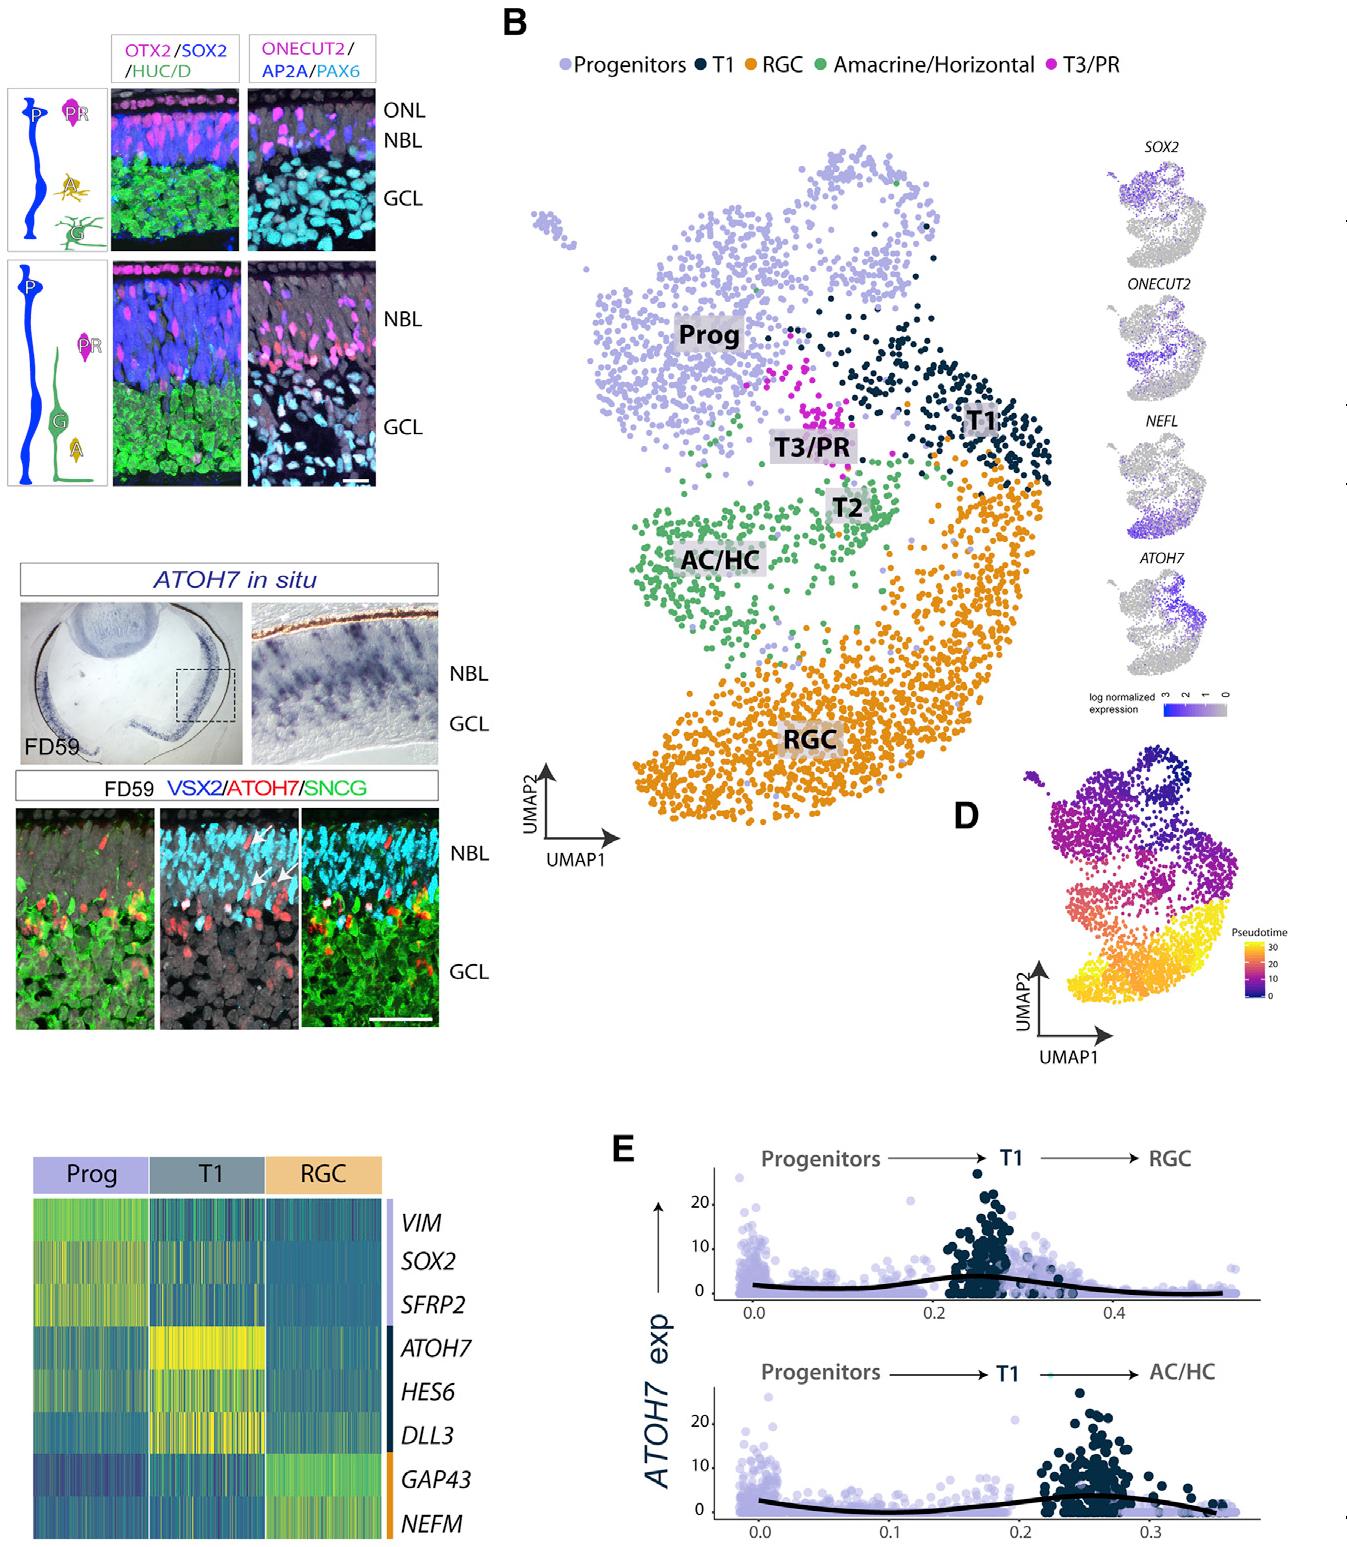 OTX2/SOX2
/HUC/D
ONECUT2/
AP2A/PAX6
P
PR
A
G
ONL
NBL
GCL
P
PR
G
A
NBL
GCL
ATOH7 in situ
FD59
NBL
GCL
FD59 VSX2/ATOH7/SNCG
NBL
GCL
Prog T1 RGC
VIM
SOX2
SFRP2
ATOH7
HES6
DLL3
GAP43
NEFM
B
Progenitors T1 RGC Amacrine/Horizontal T3/PR
Prog
T1
T3/PR
T2
AC/HC
RGC
UMAP2
UMAP1
SOX2
ONECUT2
NEFL
ATOH7
log normalized
expression
3 2 1 0
D
Pseudotime
30
20
10
0
UMAP2
UMAP1
E
Progenitors T1 RGC
20
10
0
0.0 0.2 0.4
ATOH7 exp
Progenitors T1 AC/HC
20
10
0
0.0 0.1 0.2 0.3